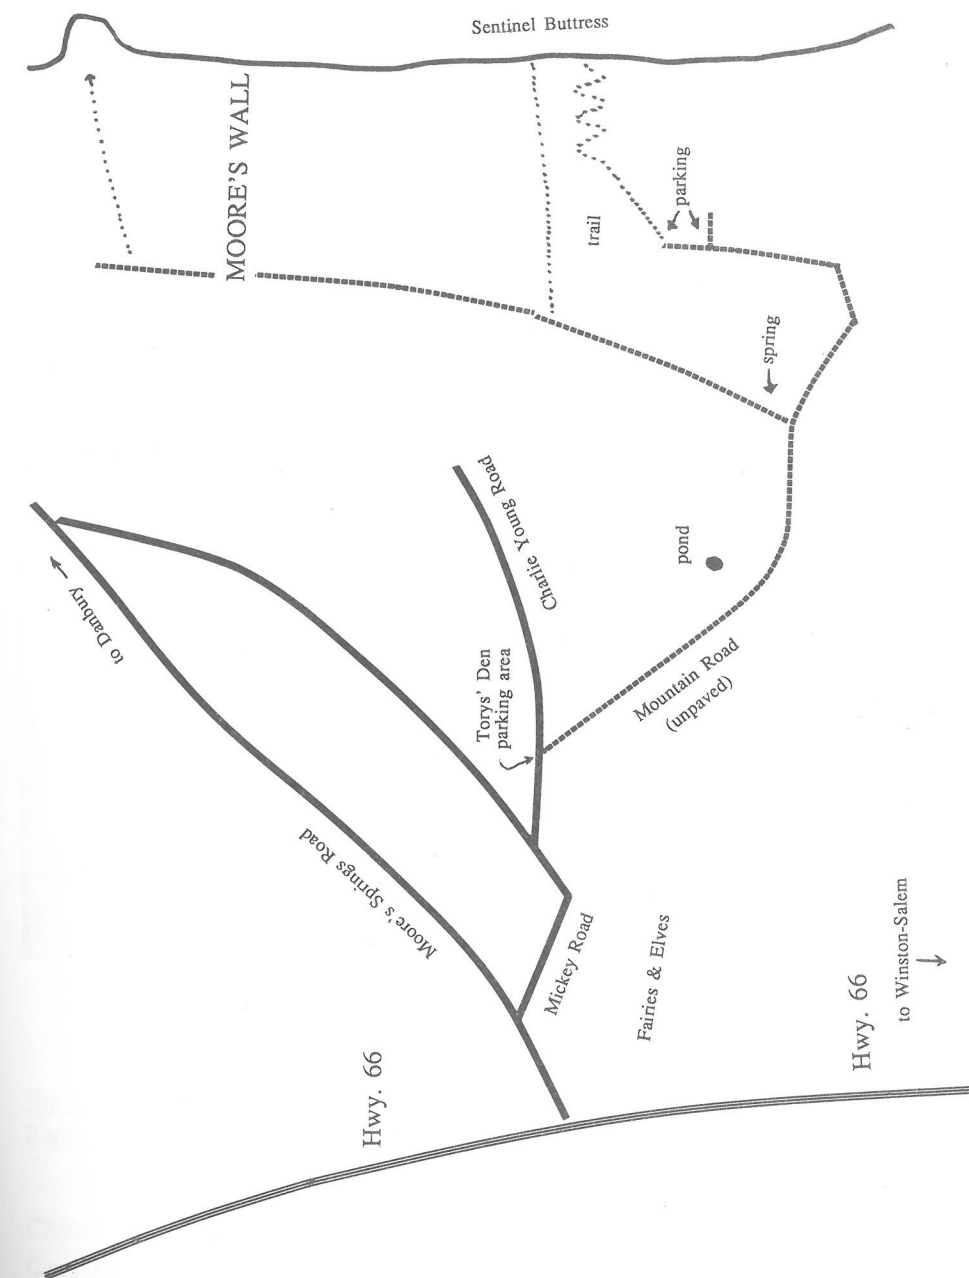 Sentinel Buttress
MOORE'S WALL
parking
trail
spring
Charlie Young Road
pond
to Danbury
Torys' Den
parking area
Mountain Road
(unpaved)
Moore's Springs Road
Mickey Road
Fairies & Elves
to Winston-Salem
Hwy. 66
Hwy. 66